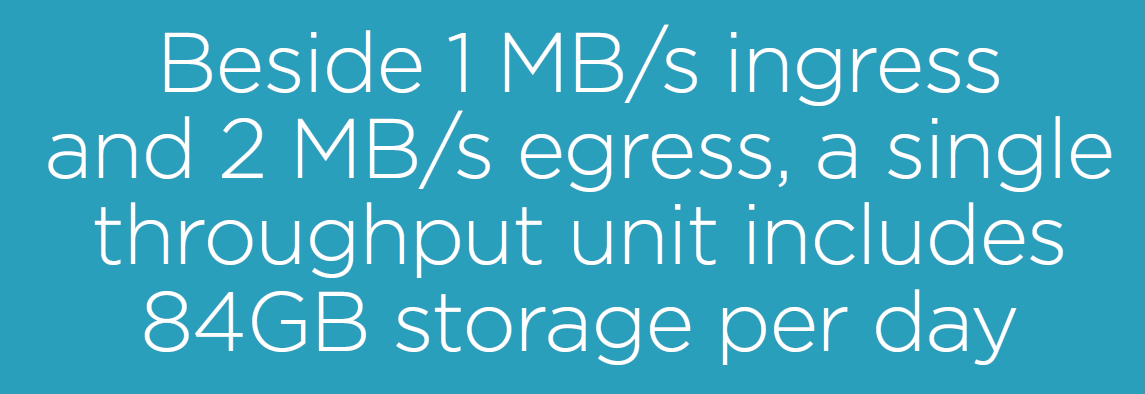 Beside 1 MB/s ingress
and 2 MB/s egress, a single
throughput unit includes
84GB storage per day